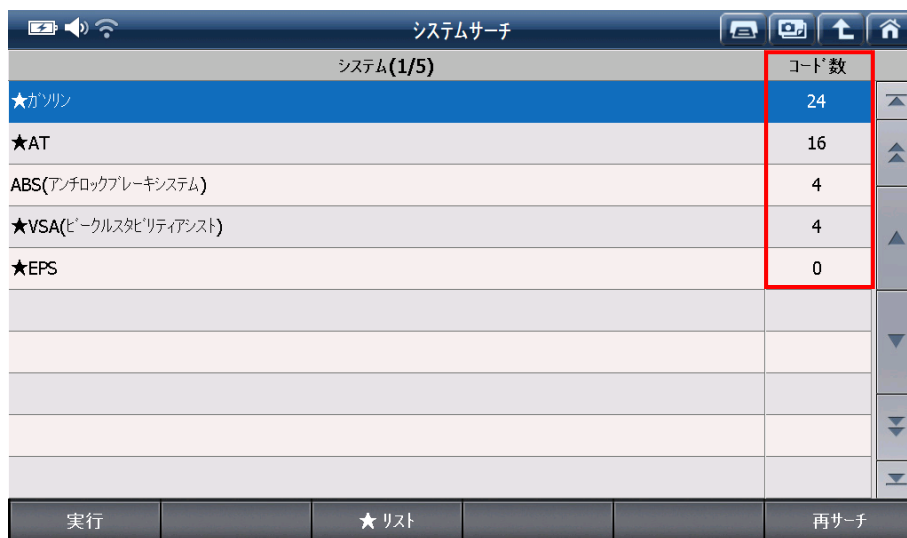 システムサーチ
システム(1/5) コード数
★ガソリン 24
★AT 16
ABS(アンチロックブレーキシステム) 4
★VSA(ビークルスタビリティアシスト) 4
★EPS 0
実行 ★ リスト 再サーチ